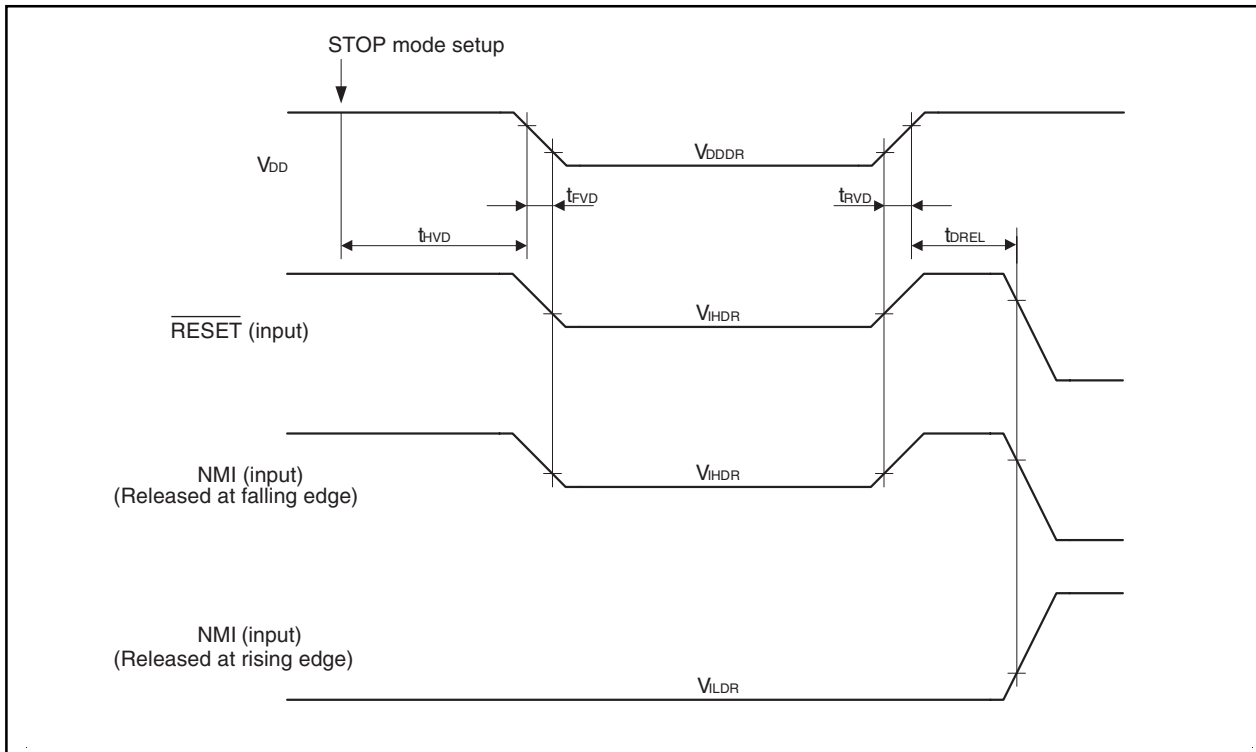 STOP mode setup
VDD
VDDDR
tFVD
tRVD
tHVD
tDREL
RESET (input)
VIHDR
NMI (input)
(Released at falling edge)
VIHDR
NMI (input)
(Released at rising edge)
VILDR